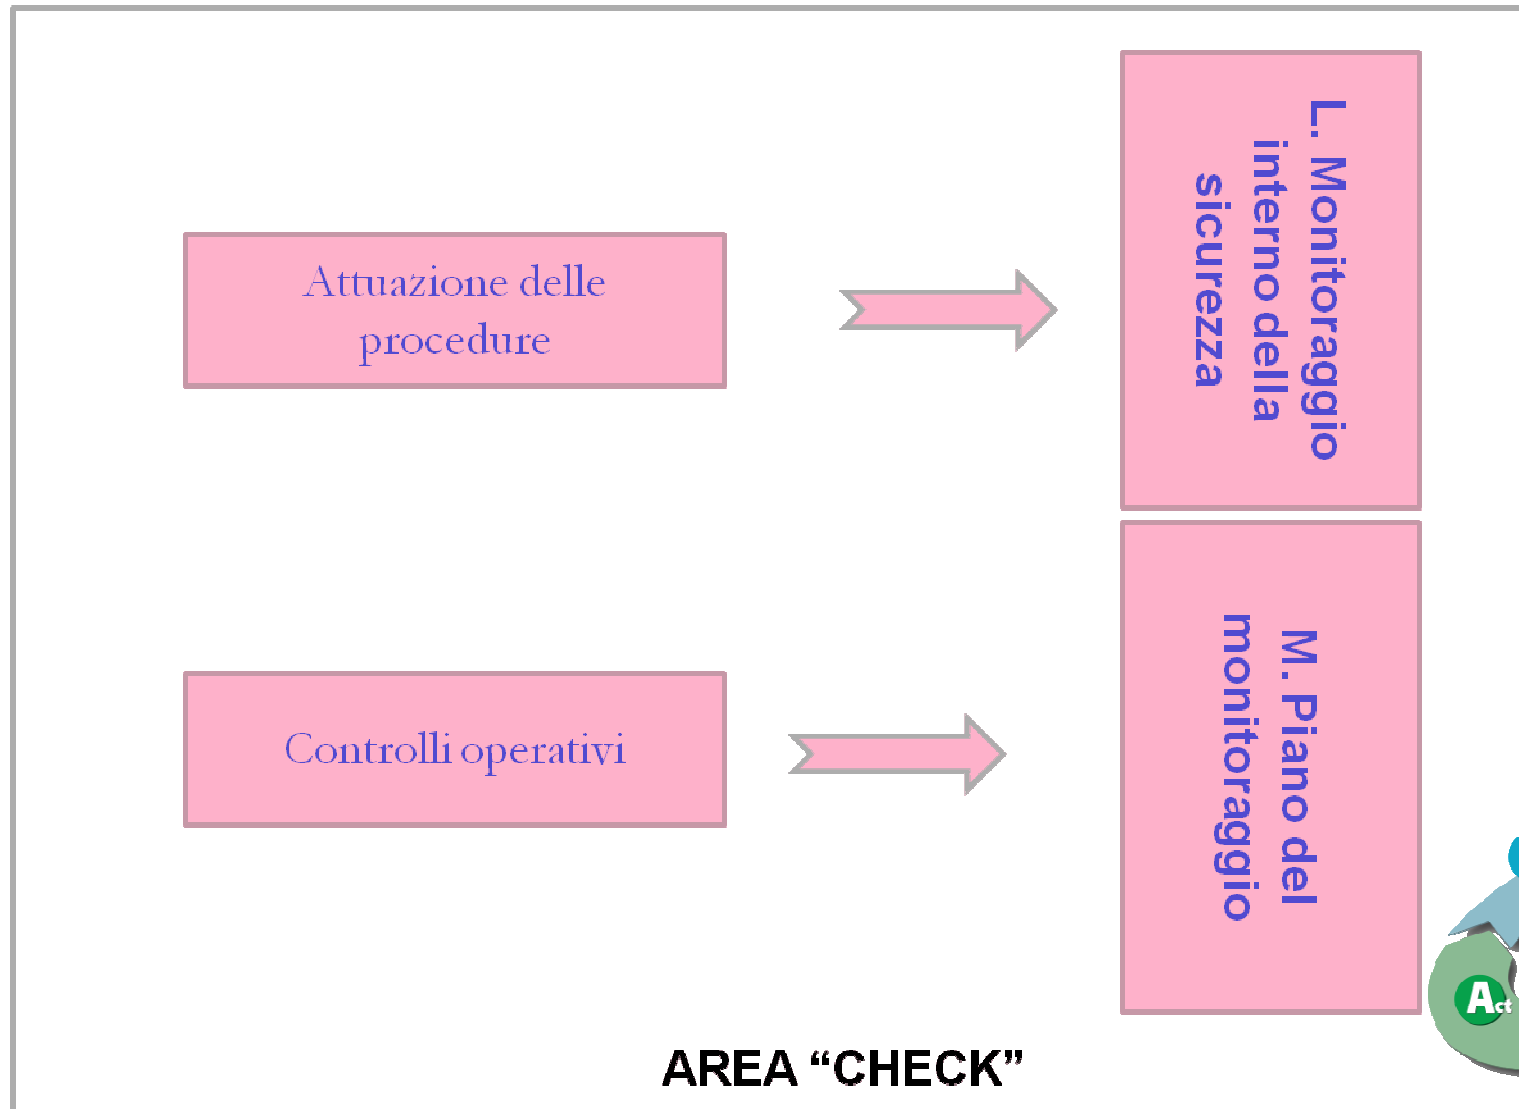 Attuazione delle
procedure
L. Monitoraggio
interno della
sicurezza
Controlli operativi
M. Piano del
monitoraggio
Act
AREA “CHECK”